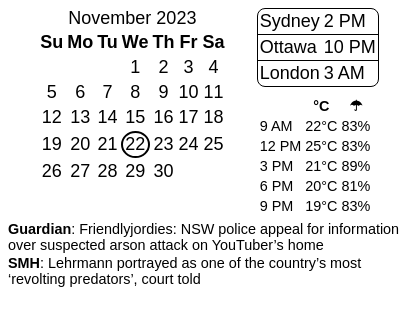 November 2023
Su Mo Tu We Th Fr Sa
1 2 3 4
5 6 7 8 9 10 11
12 13 14 15 16 17 18
19 20 21 22 23 24 25
26 27 28 29 30
Sydney 2 PM
Ottawa 10 PM
London 3 AM
°C ☂
9 AM 22°C 83%
12 PM 25°C 83%
3 PM 21°C 89%
6 PM 20°C 81%
9 PM 19°C 83%
Guardian: Friendlyjordies: NSW police appeal for information
over suspected arson attack on YouTuber’s home
SMH: Lehrmann portrayed as one of the country’s most
‘revolting predators’, court told